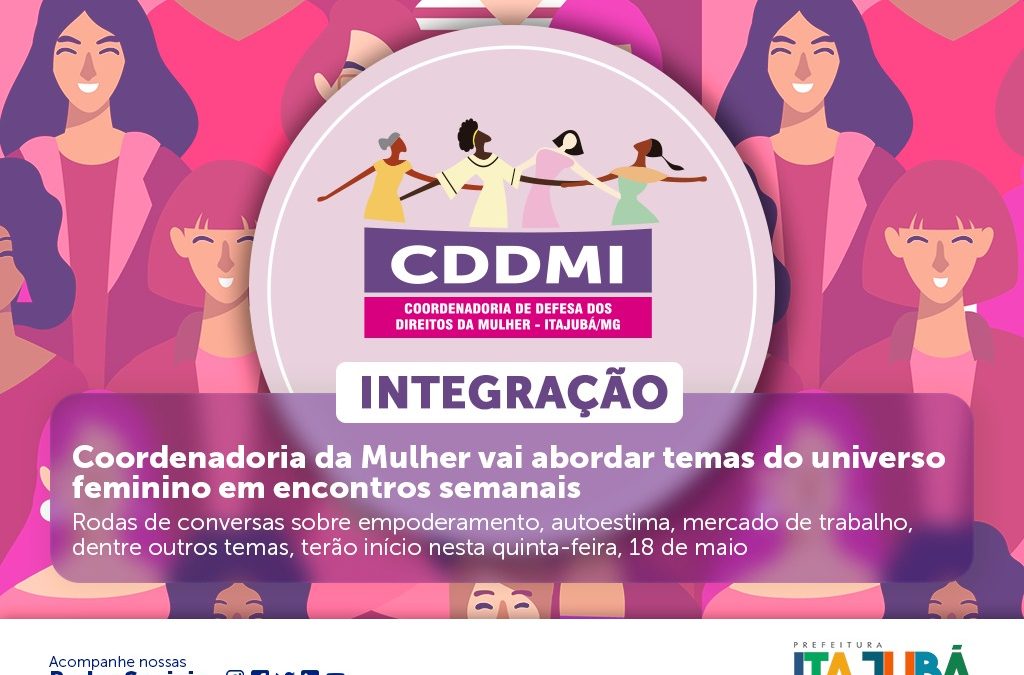 CDDMI
COORDENADORIA DE DEFESA DOS
DIREITOS DA MULHER - ITAJUBÁ/MG
INTEGRAÇÃO
Coordenadoria da Mulher vai abordar temas do universo
feminino em encontros semanais
Rodas de conversas sobre empoderamento, autoestima, mercado de trabalho,
dentre outros temas, terão início nesta quinta-feira, 18 de maio
Acompanhe nossas
PREFEITURA
ITAJUBÁ